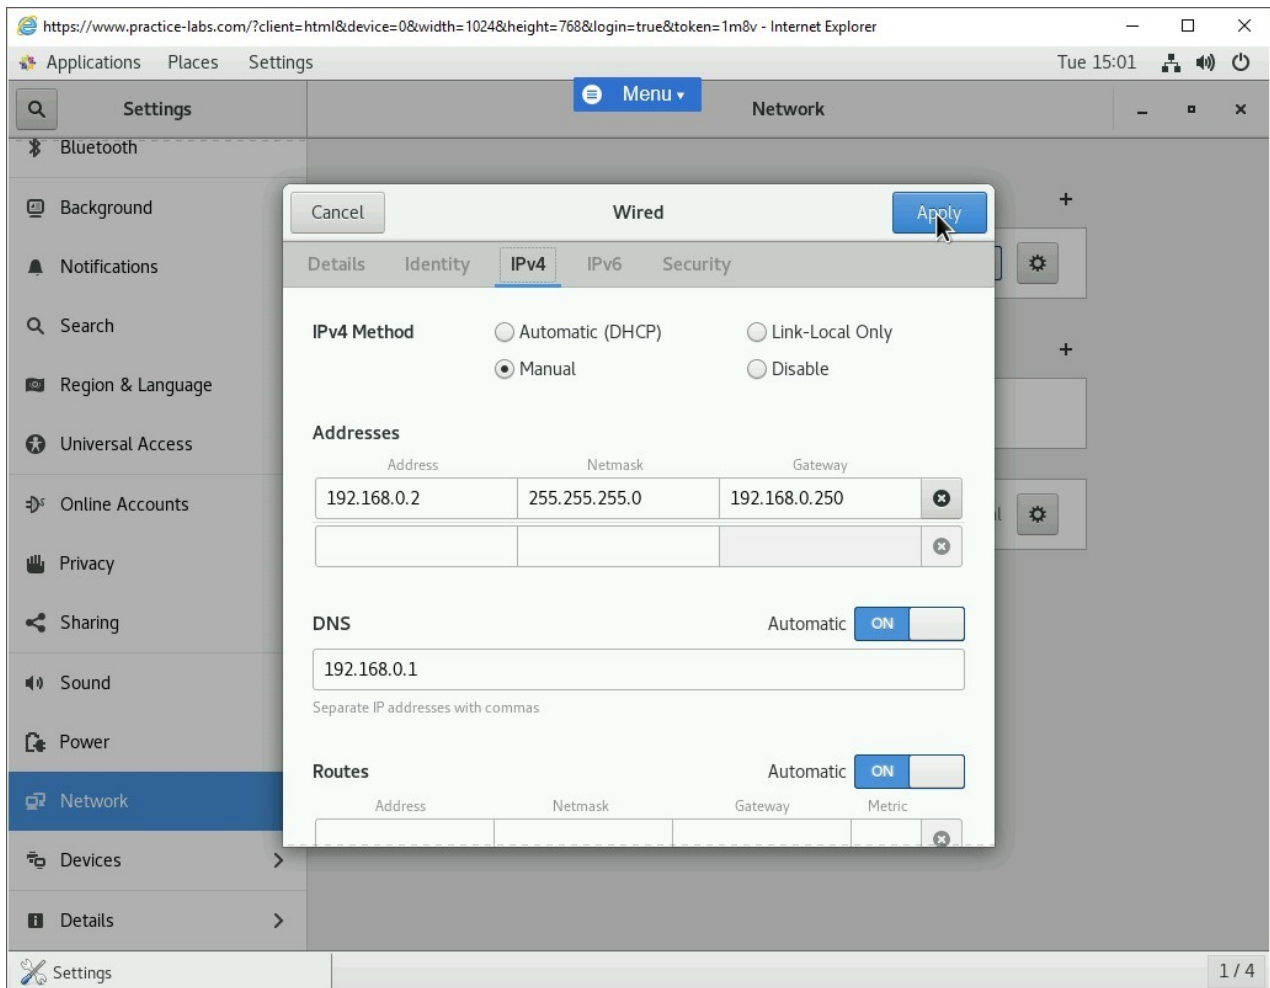 https://www.practice-labs.com/?client=html&device=0&width=1024&height=768&login=true&token=1m8v - Internet Explorer
Applications Places Settings Tue 15:01
Menu
Settings Network
Bluetooth
Background
Notifications
Search
Region & Language
Universal Access
Online Accounts
Privacy
Sharing
Sound
Power
Network
Devices
Details
Cancel Wired Apply
Details Identity IPv4 IPv6 Security
IPv4 Method Automatic (DHCP) Link-Local Only
Manual Disable
Addresses
Address Netmask Gateway
192.168.0.2 255.255.255.0 192.168.0.250
DNS Automatic ON
192.168.0.1
Separate IP addresses with commas
Routes Automatic ON
Address Netmask Gateway Metric
Settings 1 / 4